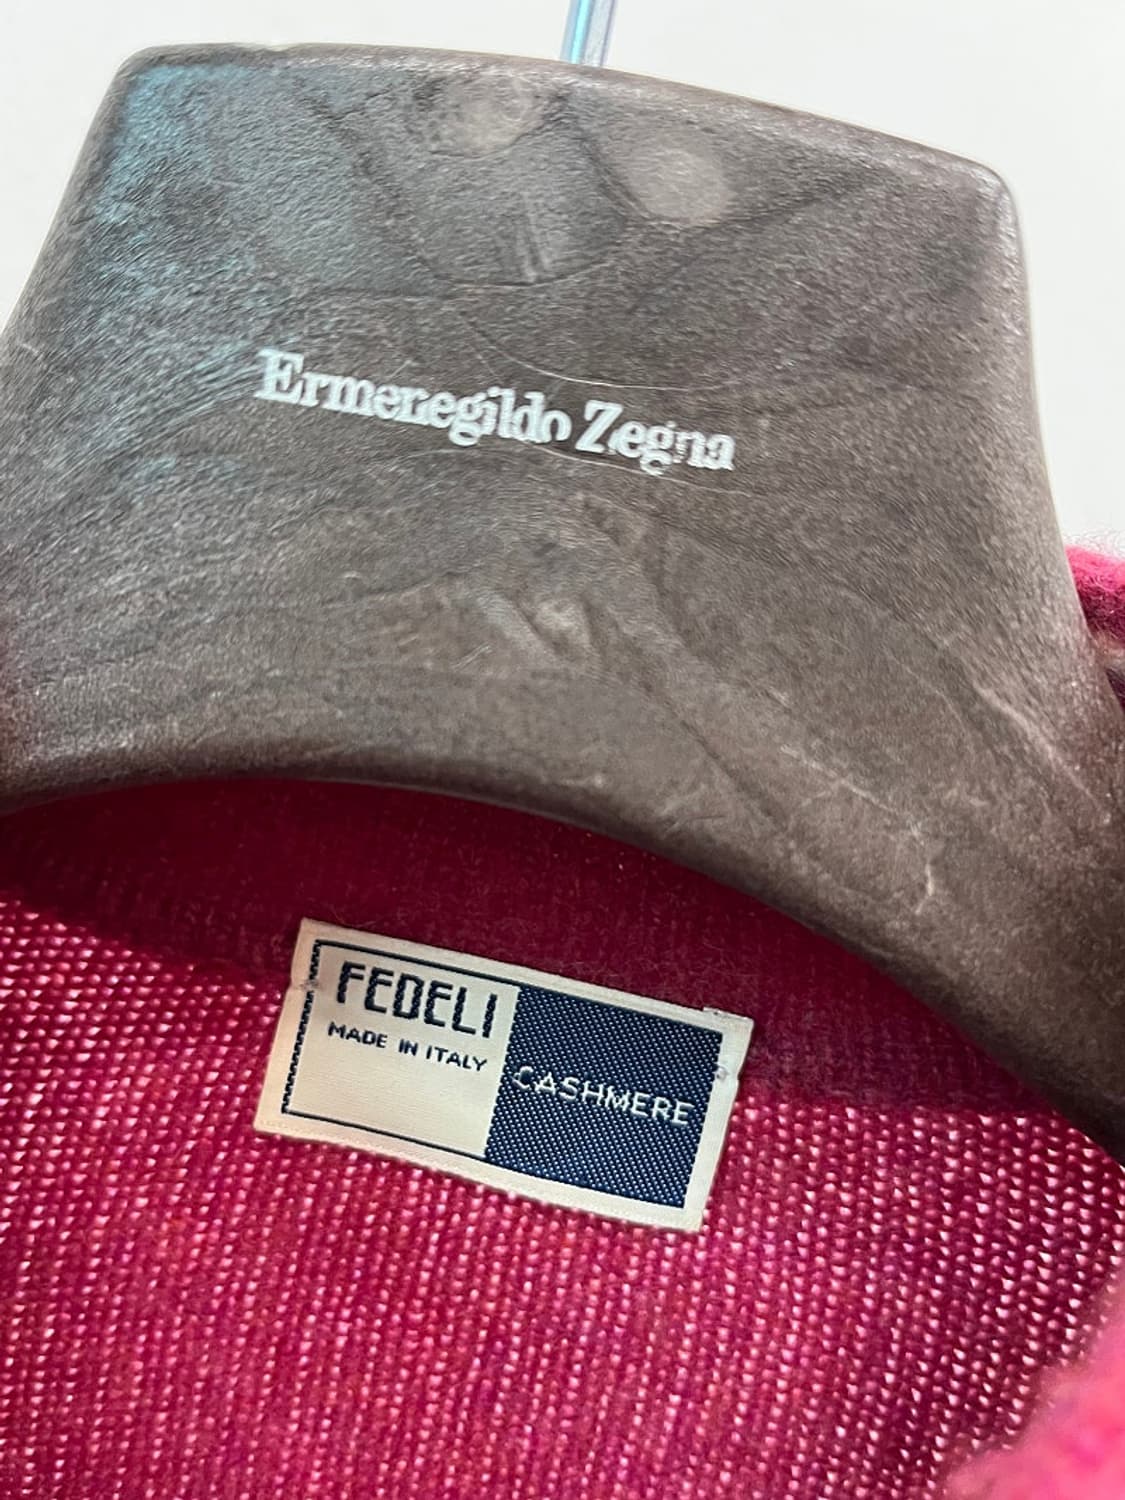 Ermenegildo Zegna
FEDELI
MADE IN ITALY
CASHMERE